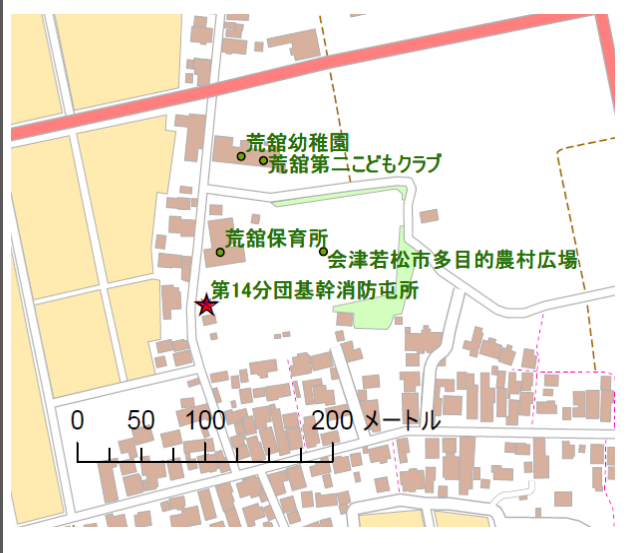 荒舘幼稚園
荒舘第二こどもクラブ
荒舘保育所
会津若松市多目的農村広場
第14分団基幹消防屯所
0 50 100 200 メートル